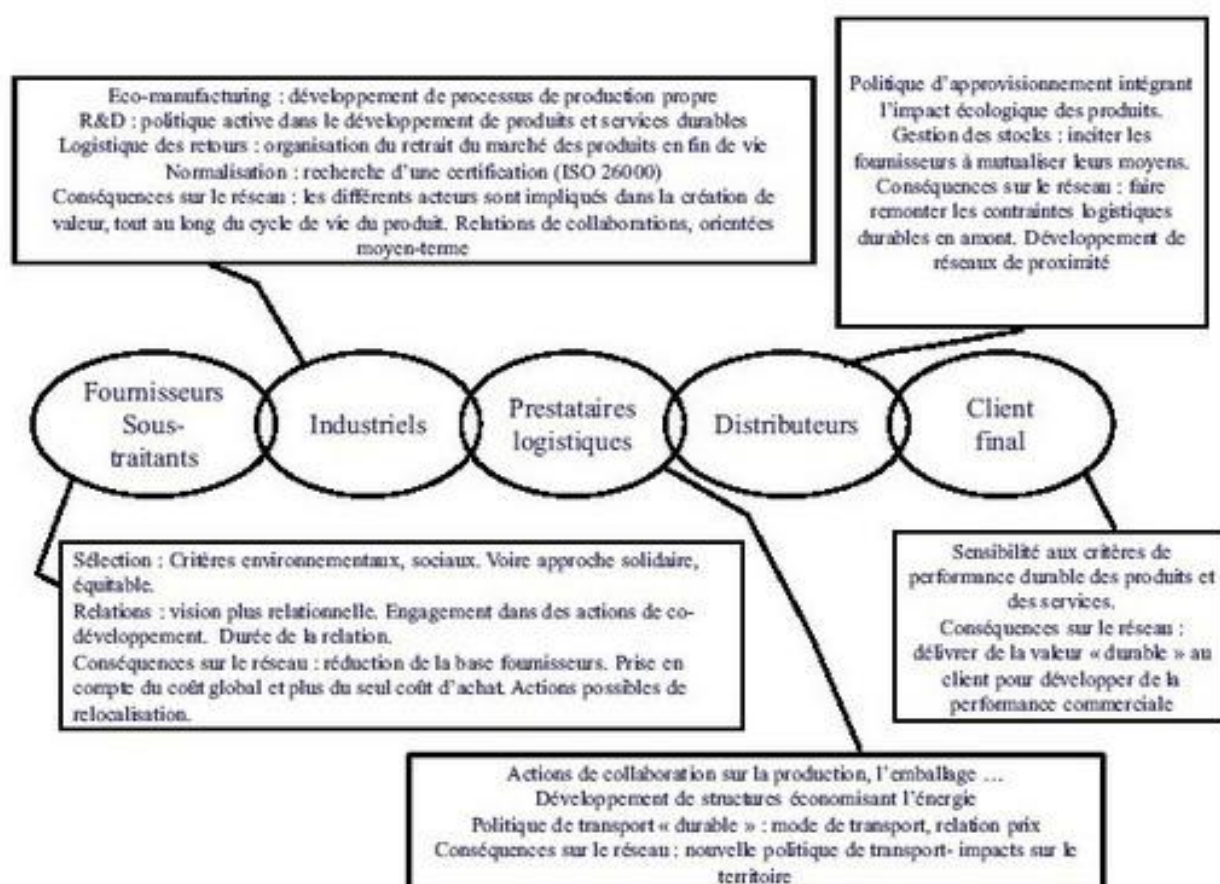 Eco-manufacturing : développement de processus de production propre
R&D : politique active dans le développement de produits et services durables
Logistique des retours : organisation du retrait du marché des produits en fin de vie
Normalisation : recherche d'une certification (ISO 26000)
Conséquences sur le réseau : les différents acteurs sont impliqués dans la création de
valeur, tout au long du cycle de vie du produit. Relations de collaborations, orientées
moyen-terme
Politique d'approvisionnement intégrant
l'impact écologique des produits.
Gestion des stocks : inciter les
fournisseurs à mutualiser leurs moyens.
Conséquences sur le réseau : faire
remonter les contraintes logistiques
durables en amont. Développement de
réseaux de proximité
Fournisseurs
Sous-
traitants
Industriels
Prestataires
logistiques
Distributeurs
Client
final
Sélection : Critères environnementaux, sociaux. Voire approche solidaire,
équitable.
Relations : vision plus relationnelle. Engagement dans des actions de co-
développement. Durée de la relation.
Conséquences sur le réseau : réduction de la base fournisseurs. Prise en
compte du coût global et plus du seul coût d'achat. Actions possibles de
relocalisation.
Sensibilité aux critères de
performance durable des produits et
des services.
Conséquences sur le réseau :
délivrer de la valeur « durable » au
client pour développer de la
performance commerciale
Actions de collaboration sur la production, l'emballage …
Développement de structures économisant l'énergie
Politique de transport « durable » : mode de transport, relation prix
Conséquences sur le réseau : nouvelle politique de transport- impacts sur le
territoire